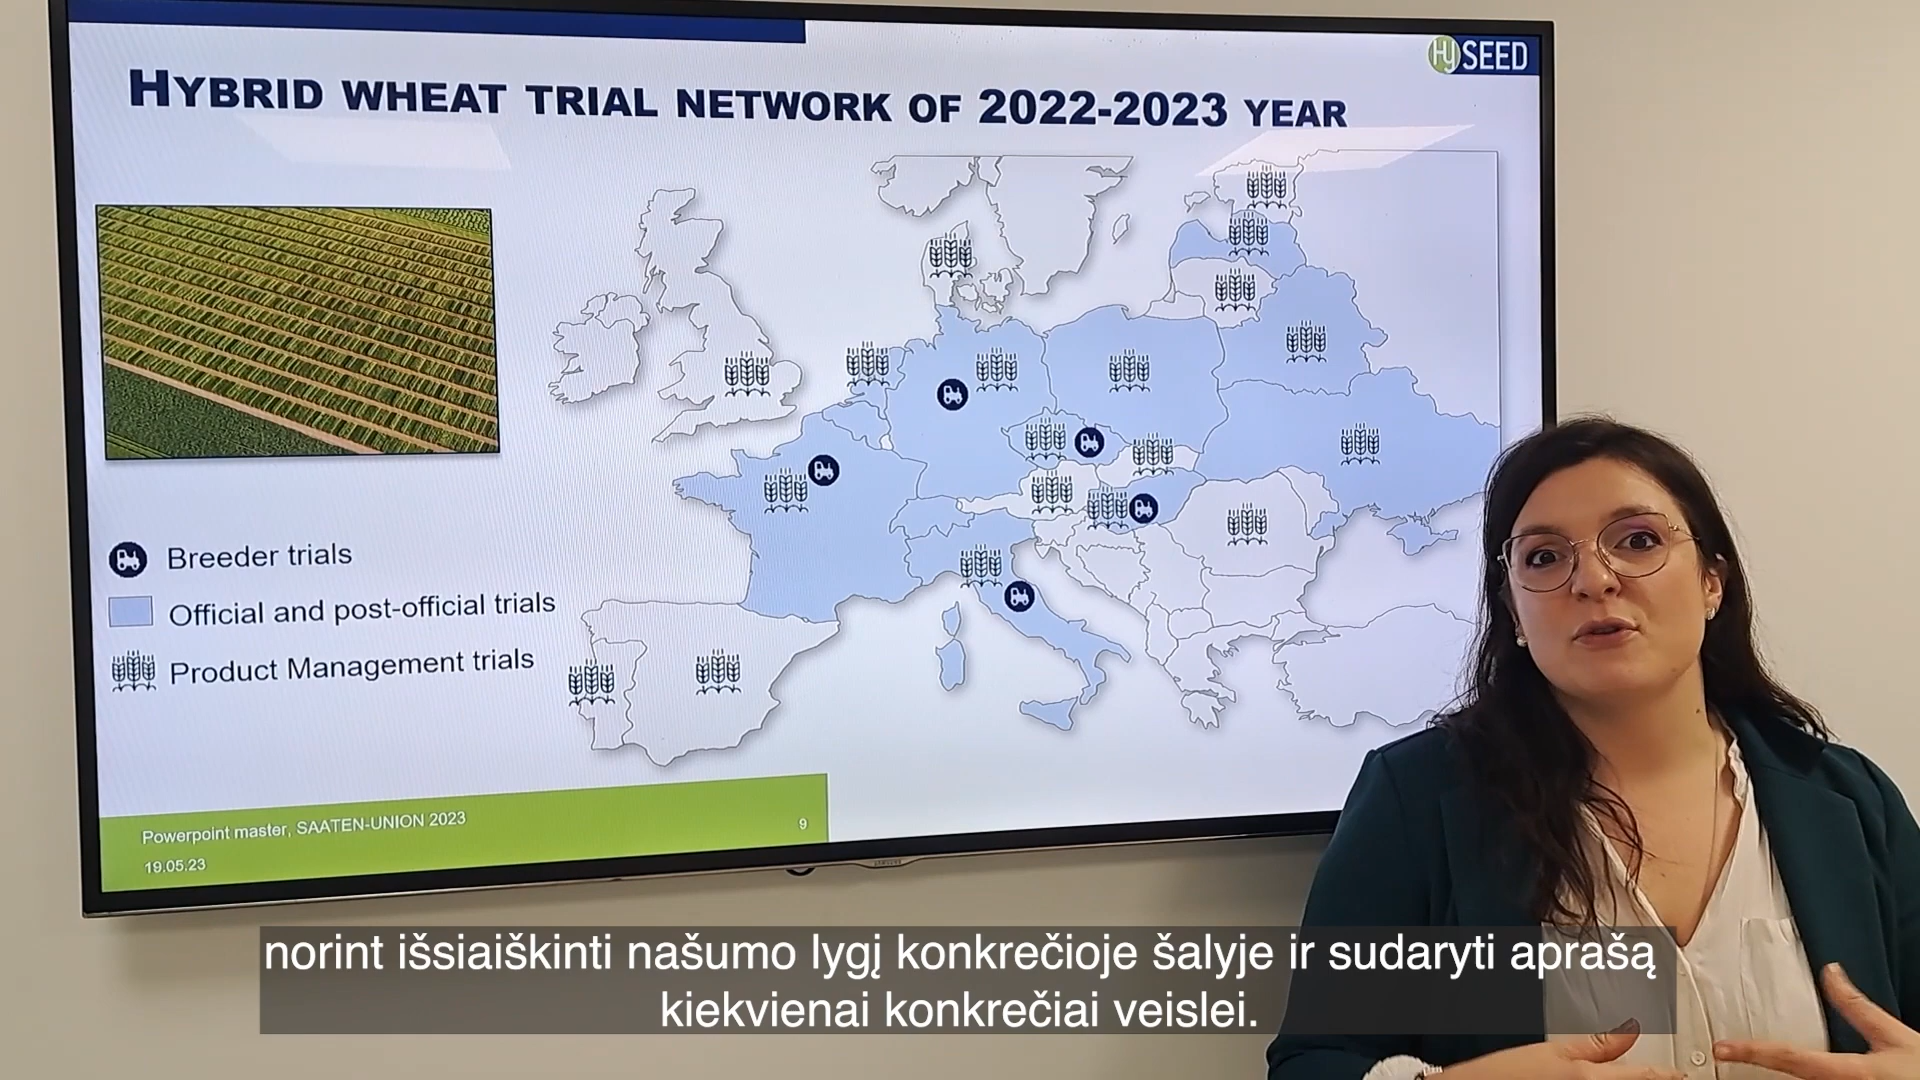 Hy SEED
HYBRID WHEAT TRIAL NETWORK OF 2022-2023 YEAR
Breeder trials
Official and post-official trials
Product Management trials
Powerpoint master, SAATEN-UNION 2023
9
19.05.23
norint išsiaiškinti našumo lygį konkrečioje šalyje ir sudaryti aprašą
kiekvienai konkrečiai veislei.